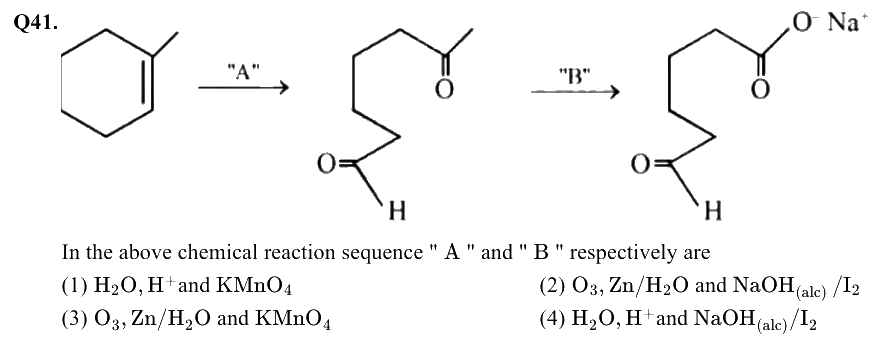 Q41.
O⁻ Na⁺
"A"
"B"
O
O
O
O
H
H
In the above chemical reaction sequence " A " and " B " respectively are
(1) H₂O, H⁺and KMnO₄
(2) O₃, Zn/H₂O and NaOH₍alc₎ /I₂
(3) O₃, Zn/H₂O and KMnO₄
(4) H₂O, H⁺and NaOH₍alc₎/I₂